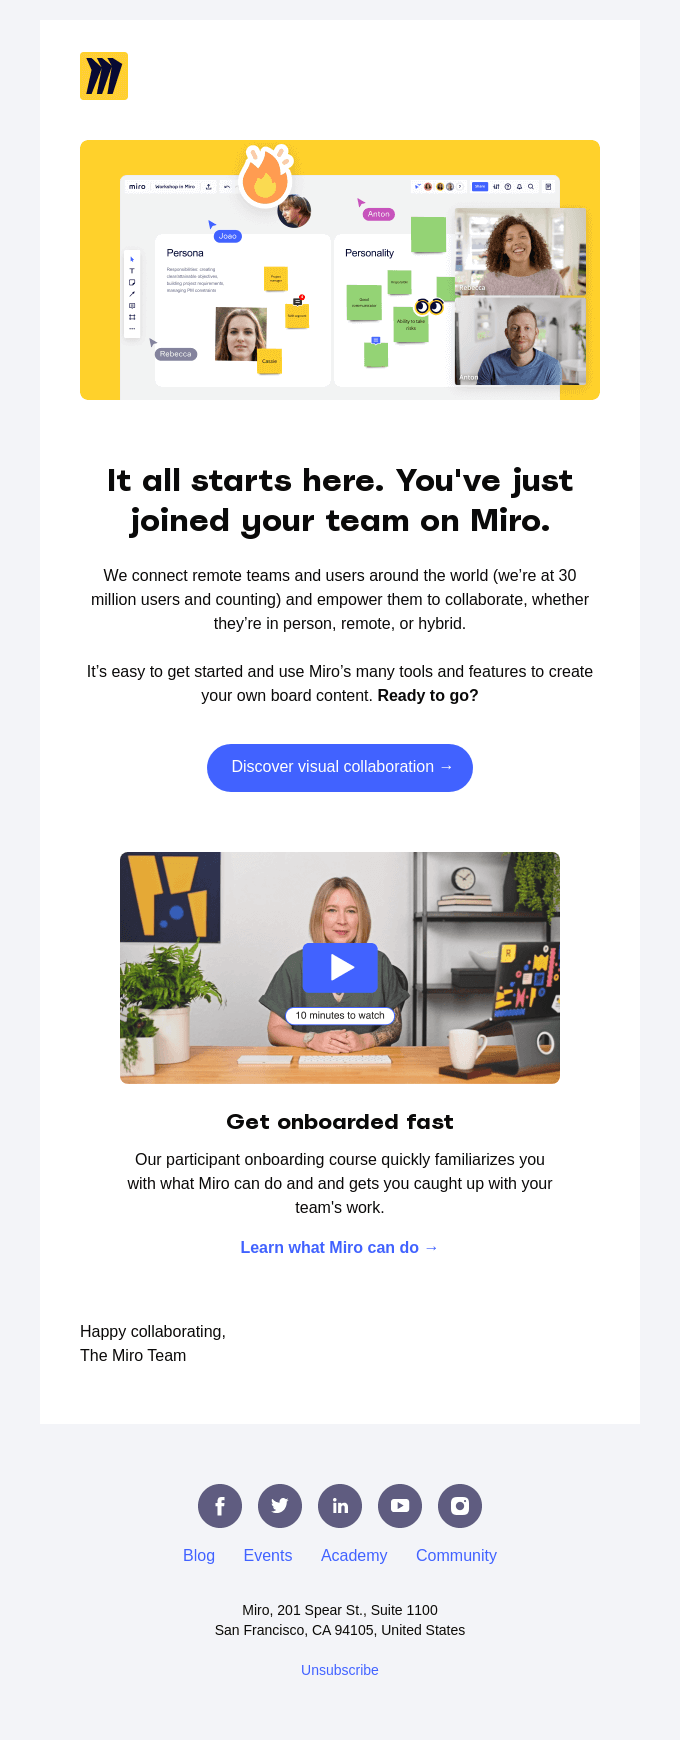 miro
Workshop in Miro
Share
Joao
Anton
Persona
Personality
Responsibilities: creating
clear/deliverable objectives,
building project requirements,
managing PM constraints
Project
manager
Cassie
Good
communicator
Ability to take
risks
Rebecca
Rebecca
Anton
It all starts here. You've just
joined your team on Miro.
We connect remote teams and users around the world (we’re at 30
million users and counting) and empower them to collaborate, whether
they’re in person, remote, or hybrid.
It’s easy to get started and use Miro’s many tools and features to create
your own board content. Ready to go?
Discover visual collaboration →
10 minutes to watch
Get onboarded fast
Our participant onboarding course quickly familiarizes you
with what Miro can do and and gets you caught up with your
team's work.
Learn what Miro can do →
Happy collaborating,
The Miro Team
Blog Events Academy Community
Miro, 201 Spear St., Suite 1100
San Francisco, CA 94105, United States
Unsubscribe